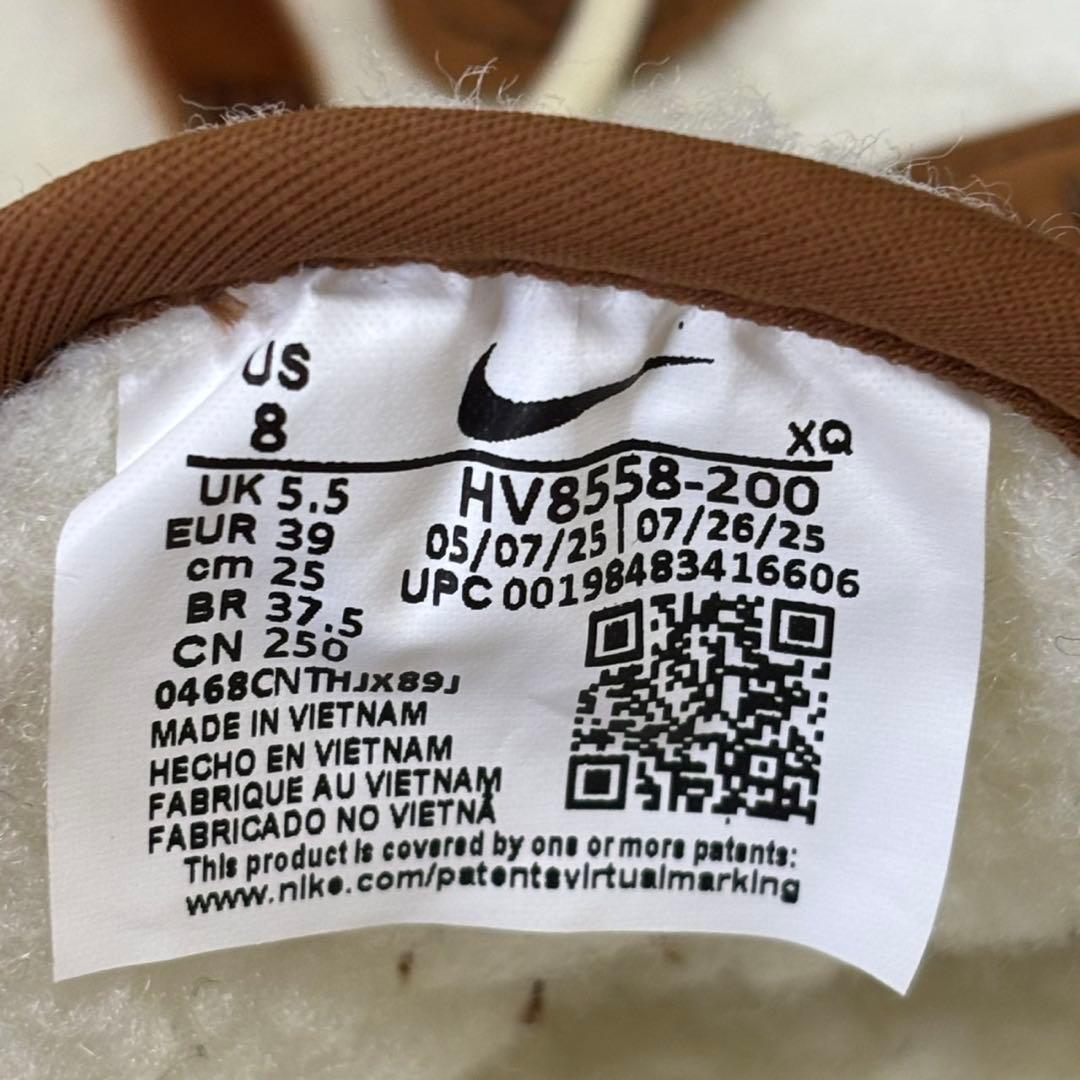 US
8
XQ
UK 5.5
EUR 39
cm 25
BR 37.5
CN 250
HV8558-200
05/07/25 | 07/26/25
UPC 00198483416606
0468CNTHJX89J
MADE IN VIETNAM
HECHO EN VIETNAM
FABRIQUE AU VIETNAM
FABRICADO NO VIETNÃ
This product is covered by one or more patents:
www.nike.com/patentsvirtualmarking